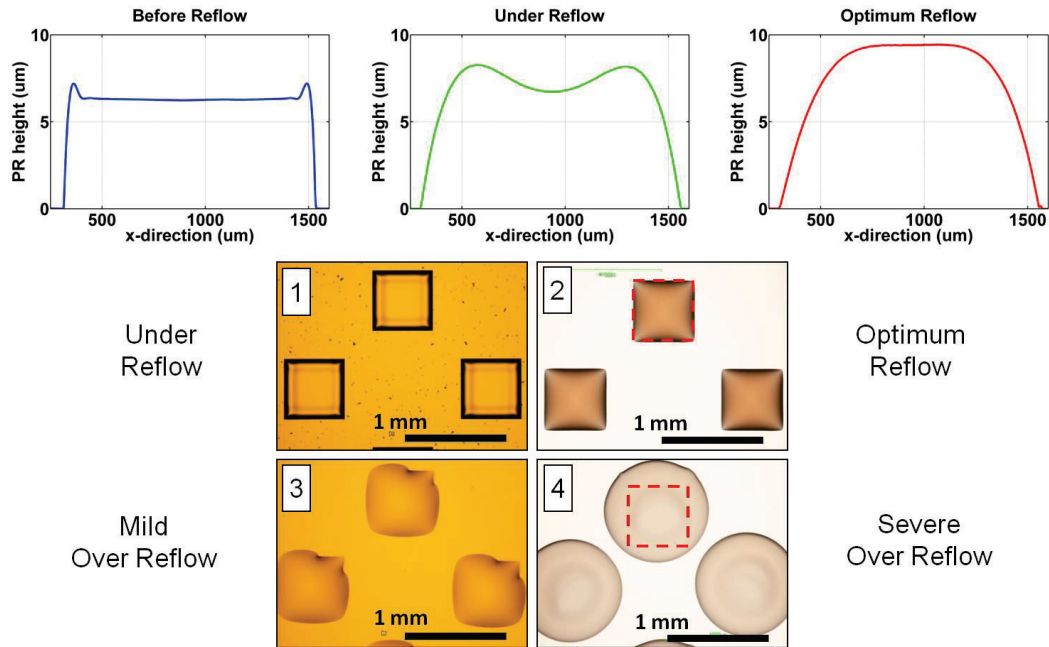 Before Reflow
Under Reflow
Optimum Reflow
10
5
0
PR height (um)
500
1000
1500
x-direction (um)
10
5
0
PR height (um)
500
1000
1500
x-direction (um)
10
5
0
PR height (um)
500
1000
1500
x-direction (um)
Under
Reflow
1
1 mm
2
1 mm
Optimum
Reflow
Mild
Over Reflow
3
1 mm
4
1 mm
Severe
Over Reflow